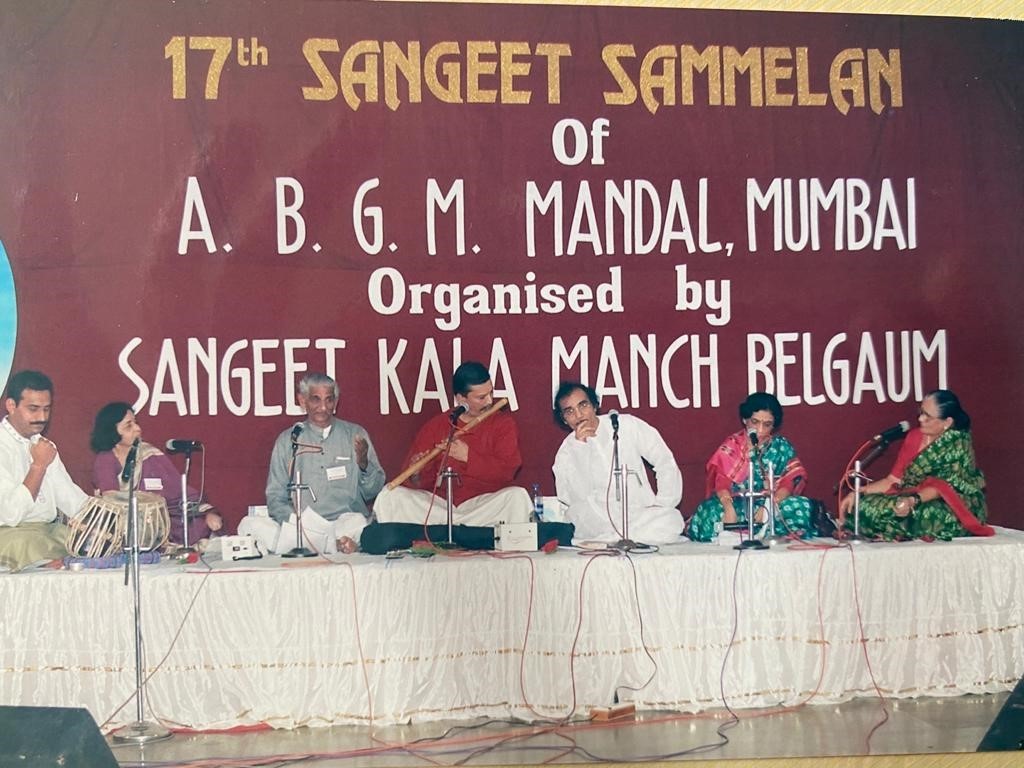 17th SANGEET SAMMELAN
Of
A. B. G. M. MANDAL, MUMBAI
Organised by
SANGEET KALA MANCH BELGAUM